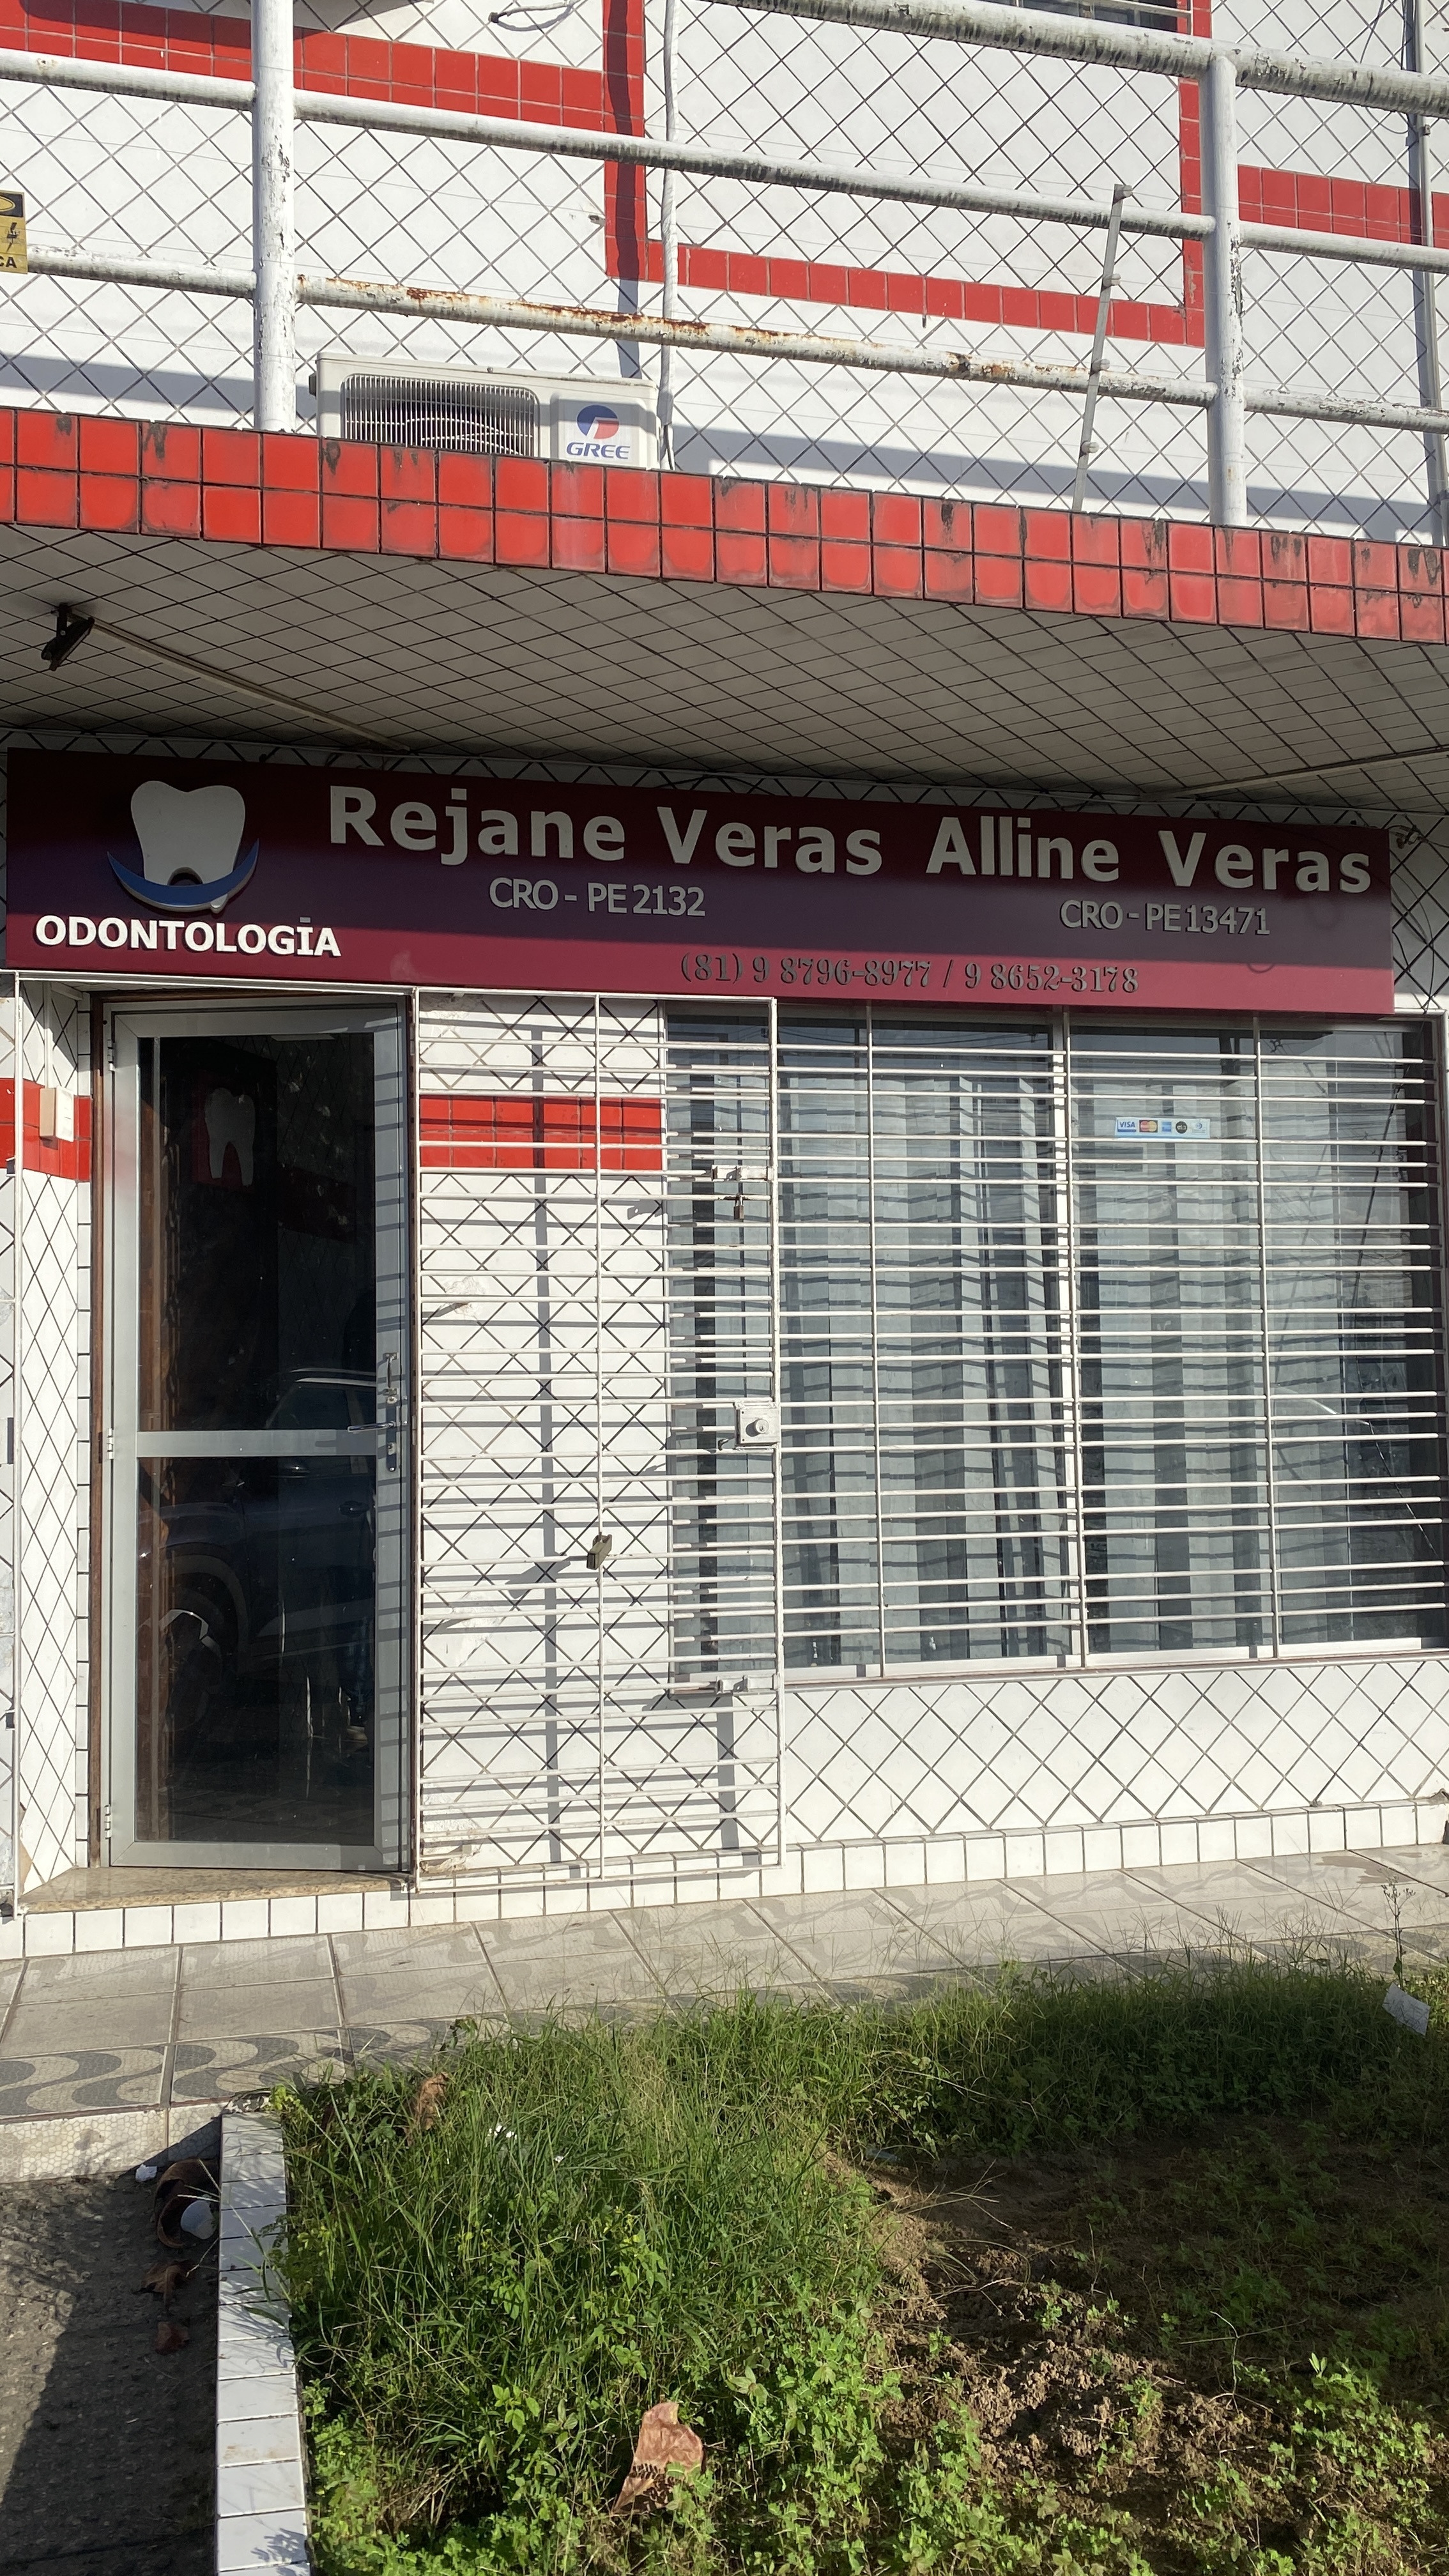 CA
GREE
Rejane Veras Alline Veras
CRO - PE 2132
CRO - PE 13471
ODONTOLOGIA
(81) 9 8796-8977 / 9 8652-3178
VISA